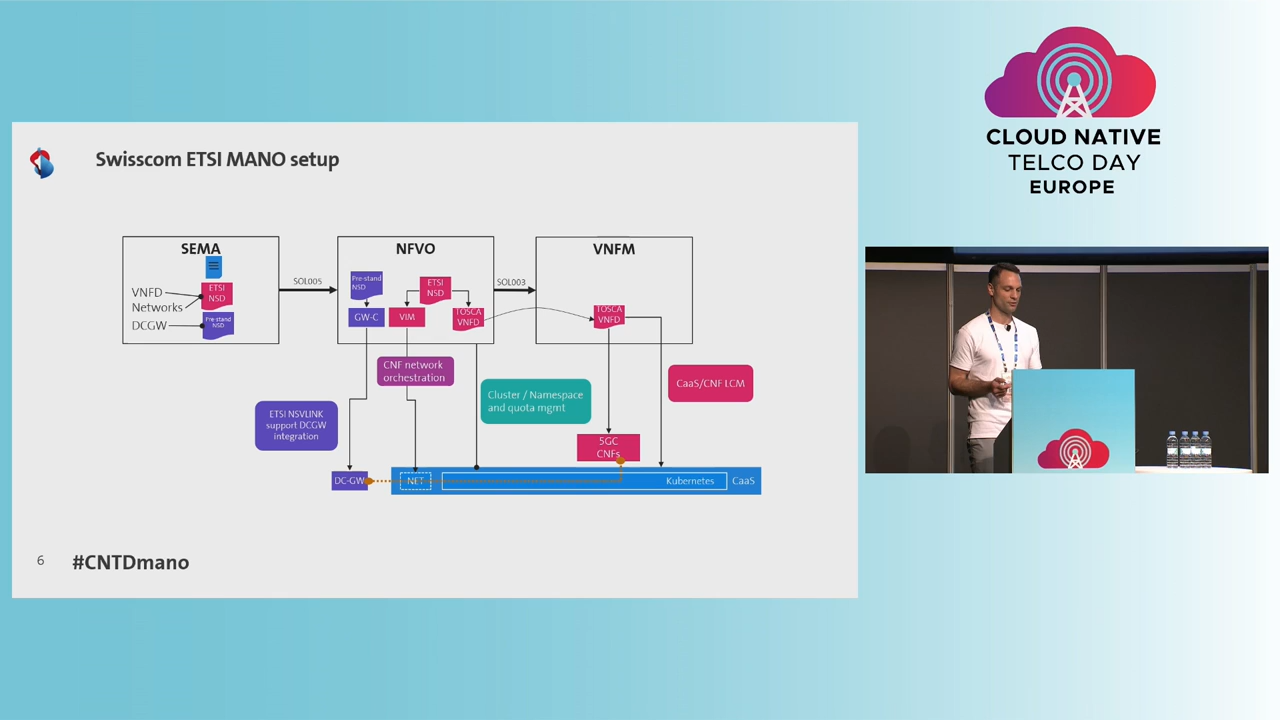 CLOUD NATIVE
TELCO DAY
EUROPE
Swisscom ETSI MANO setup
SEMA
VNFD
Networks
DCGW
ETSI
NSD
Pre stand
NSD
SOL005
NFVO
Pre-stand
NSD
GW-C
VIM
ETSI
NSD
TOSCA
VNFD
SOL003
VNFM
TOSCA
VNFD
CNF network
orchestration
Cluster / Namespace
and quota mgmt
CaaS/CNF LCM
ETSI NSVLINK
support DCGW
integration
5GC
CNFs
DC-GW
NET
Kubernetes
CaaS
6
#CNTDmano